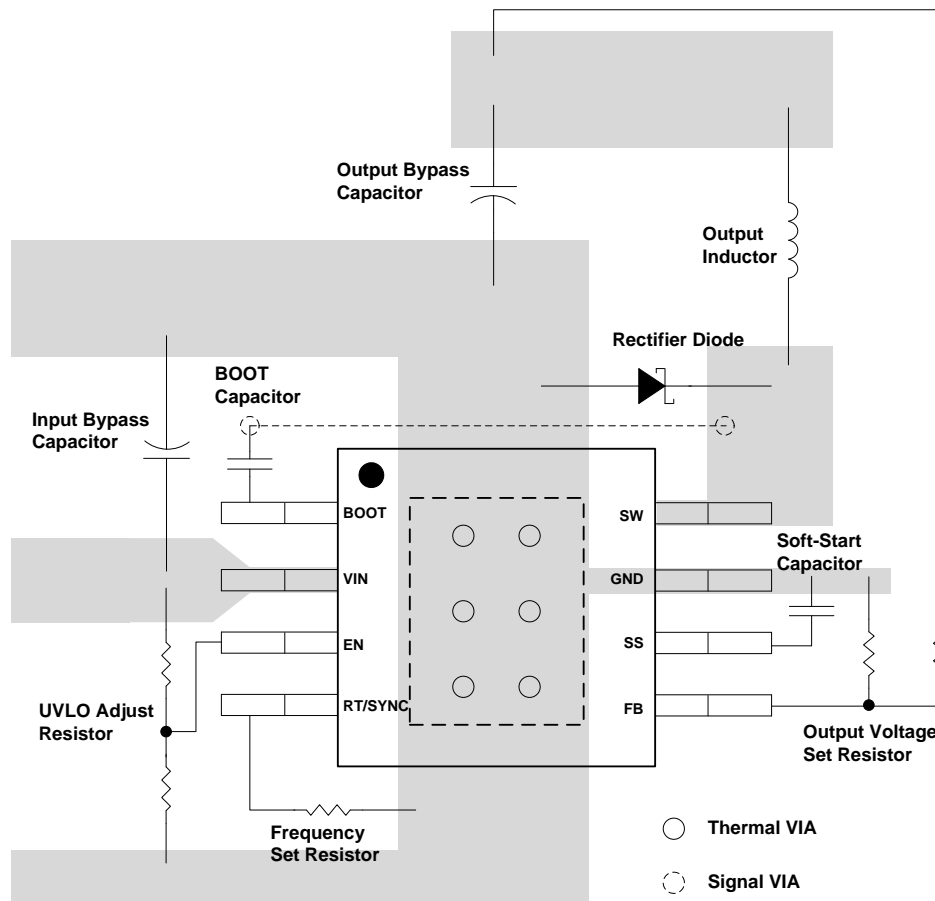 Output Bypass
Capacitor
Output
Inductor
Rectifier Diode
BOOT
Capacitor
Input Bypass
Capacitor
BOOT
SW
Soft-Start
Capacitor
VIN
GND
EN
SS
RT/SYNC
FB
UVLO Adjust
Resistor
Output Voltage
Set Resistor
Frequency
Set Resistor
Thermal VIA
Signal VIA